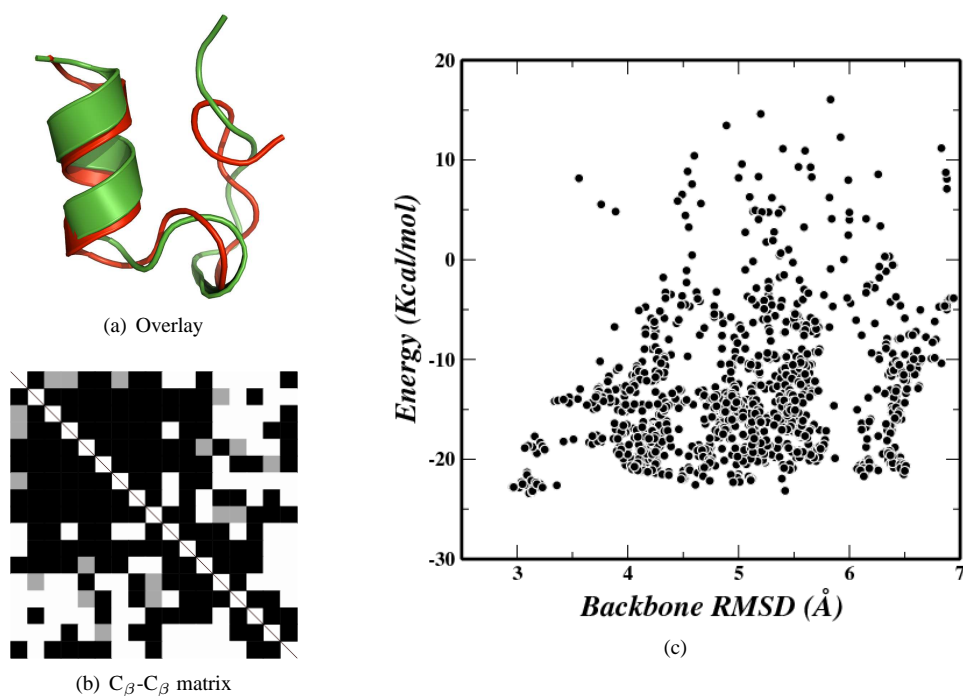 (a) Overlay
(b) Cβ-Cβ matrix
20
10
0
-10
-20
-30
Energy (Kcal/mol)
3 4 5 6 7
Backbone RMSD (Å)
(c)